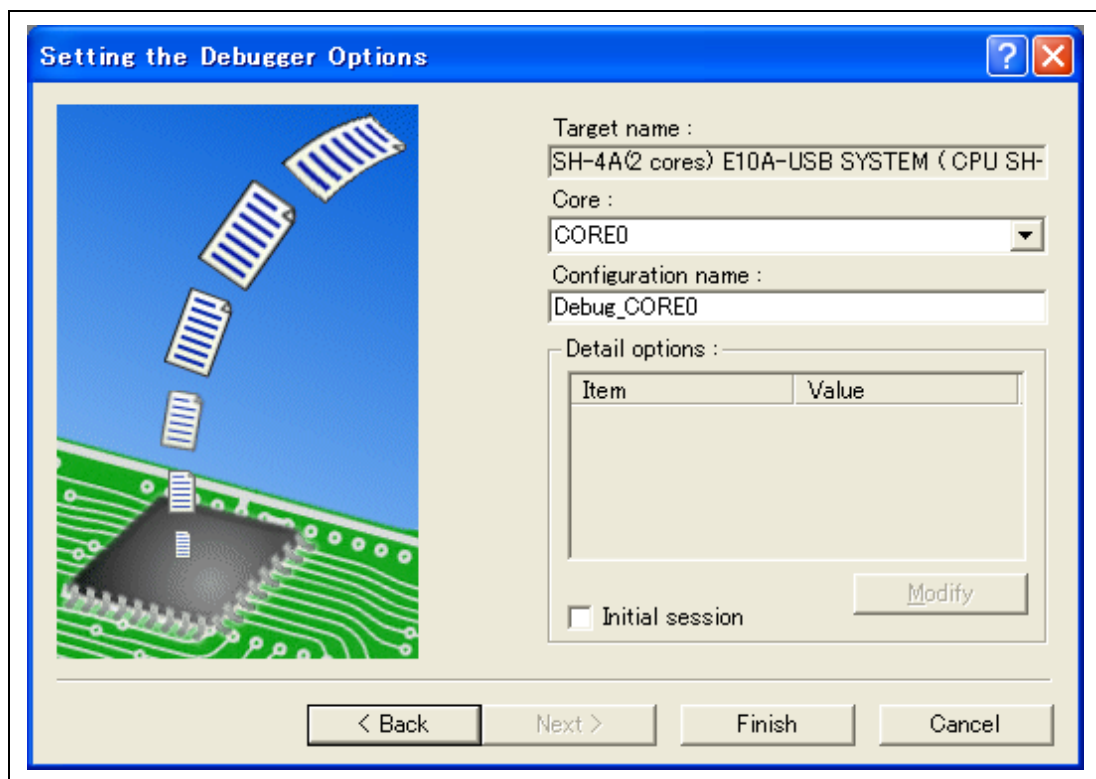 Setting the Debugger Options
Target name :
SH-4A(2 cores) E10A-USB SYSTEM ( CPU SH-
Core :
CORE0
Configuration name :
Debug_CORE0
Detail options :
Item Value
Modify
Initial session
< Back Next > Finish Cancel